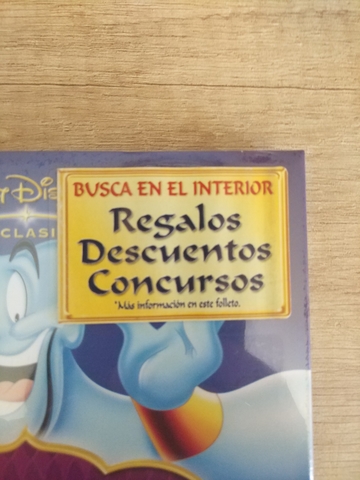 BUSCA EN EL INTERIOR
Regalos
Descuentos
Concursos
*Más información en este folleto.